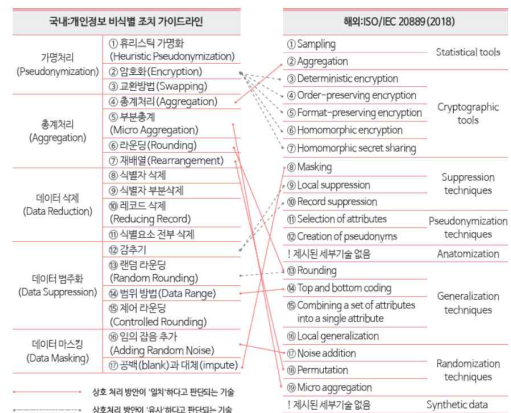 국내:개인정보 비식별 조치 가이드라인
가명처리
(Pseudonymization)
① 휴리스틱 가명화
(Heuristic Pseudonymization)
② 암호화(Encryption)
③ 교환방법(Swapping)
총계처리
(Aggregation)
④ 총계처리(Aggregation)
⑤ 부분총계
(Micro Aggregation)
⑥ 라운딩(Rounding)
⑦ 재배열(Rearrangement)
데이터 삭제
(Data Reduction)
⑧ 식별자 삭제
⑨ 식별자 부분삭제
⑩ 레코드 삭제
(Reducing Record)
⑪ 식별요소 전부 삭제
데이터 범주화
(Data Suppression)
⑫ 감추기
⑬ 랜덤 라운딩
(Random Rounding)
⑭ 범위 방법(Data Range)
⑮ 제어 라운딩
(Controlled Rounding)
데이터 마스킹
(Data Masking)
⑯ 임의 잡음 추가
(Adding Random Noise)
⑰ 공백(blank)과 대체(impute)
상호 처리 방안이 '일치'하다고 판단되는 기술
상호 처리 방안이 '유사'하다고 판단되는 기술
해외:ISO/IEC 20889(2018)
① Sampling
② Aggregation
Statistical tools
③ Deterministic encryption
④ Order-preserving encryption
⑤ Format-preserving encryption
⑥ Homomorphic encryption
⑦ Homomorphic secret sharing
Cryptographic
tools
⑧ Masking
⑨ Local suppression
⑩ Record suppression
Suppression
techniques
⑪ Selection of attributes
⑫ Creation of pseudonyms
Pseudonymization
techniques
! 제시된 세부기술 없음
Anatomization
⑬ Rounding
⑭ Top and bottom coding
⑮ Combining a set of attributes
into a single attribute
⑯ Local generalization
Generalization
techniques
⑰ Noise addition
⑱ Permutation
⑲ Micro aggregation
Randomization
techniques
! 제시된 세부기술 없음
Synthetic data